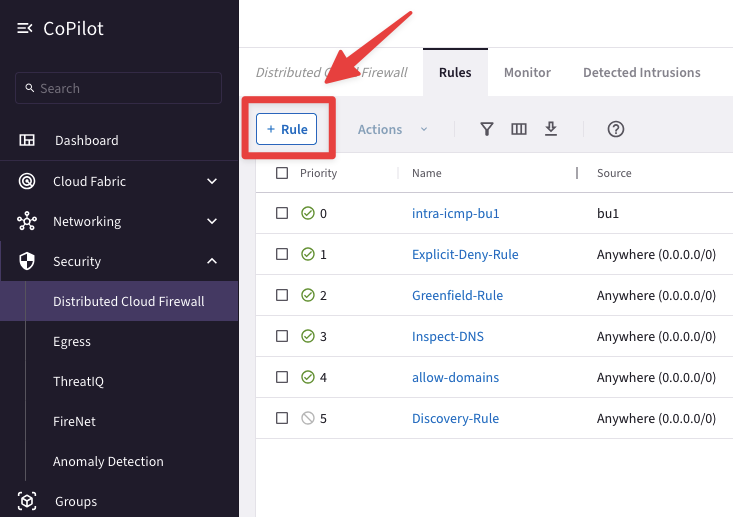 CoPilot
Search
Dashboard
Cloud Fabric
Networking
Security
Distributed Cloud Firewall
Egress
ThreatIQ
FireNet
Anomaly Detection
Groups
Distributed Cloud Firewall Rules Monitor Detected Intrusions
+ Rule Actions
Priority Name Source
0 intra-icmp-bu1 bu1
1 Explicit-Deny-Rule Anywhere (0.0.0.0/0)
2 Greenfield-Rule Anywhere (0.0.0.0/0)
3 Inspect-DNS Anywhere (0.0.0.0/0)
4 allow-domains Anywhere (0.0.0.0/0)
5 Discovery-Rule Anywhere (0.0.0.0/0)